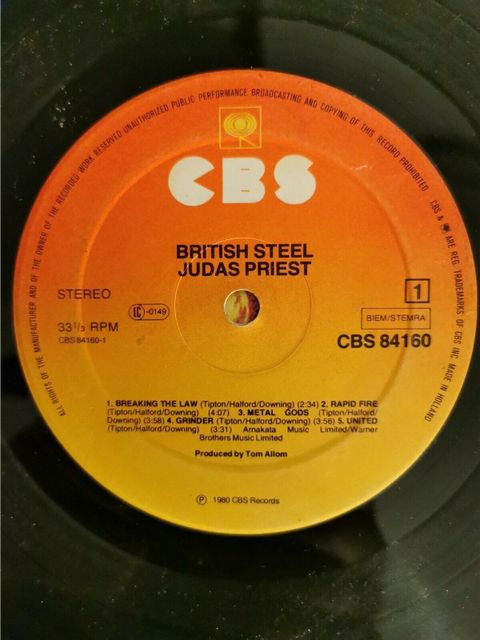 ALL RIGHTS OF THE MANUFACTURER AND OF THE OWNER OF THE RECORDED WORK RESERVED UNAUTHORIZED PUBLIC PERFORMANCE BROADCASTING AND COPYING OF THIS RECORD PROHIBITED
CBS & ARE REG. TRADEMARKS OF CBS INC. MADE IN HOLLAND
CBS
BRITISH STEEL
JUDAS PRIEST
STEREO
LC-0149
1
33⅓ RPM
BIEM/STEMRA
CBS 84160-1
CBS 84160
1. BREAKING THE LAW (Tipton/Halford/Downing) (2:34) 2. RAPID FIRE
(Tipton/Halford/Downing) (4:07) 3. METAL GODS (Tipton/Halford/
Downing) (3:58) 4. GRINDER (Tipton/Halford/Downing) (3:56) 5. UNITED
(Tipton/Halford/Downing) (3:31) Arnakata Music Limited/Warner
Brothers Music Limited
Produced by Tom Allom
℗ 1980 CBS Records